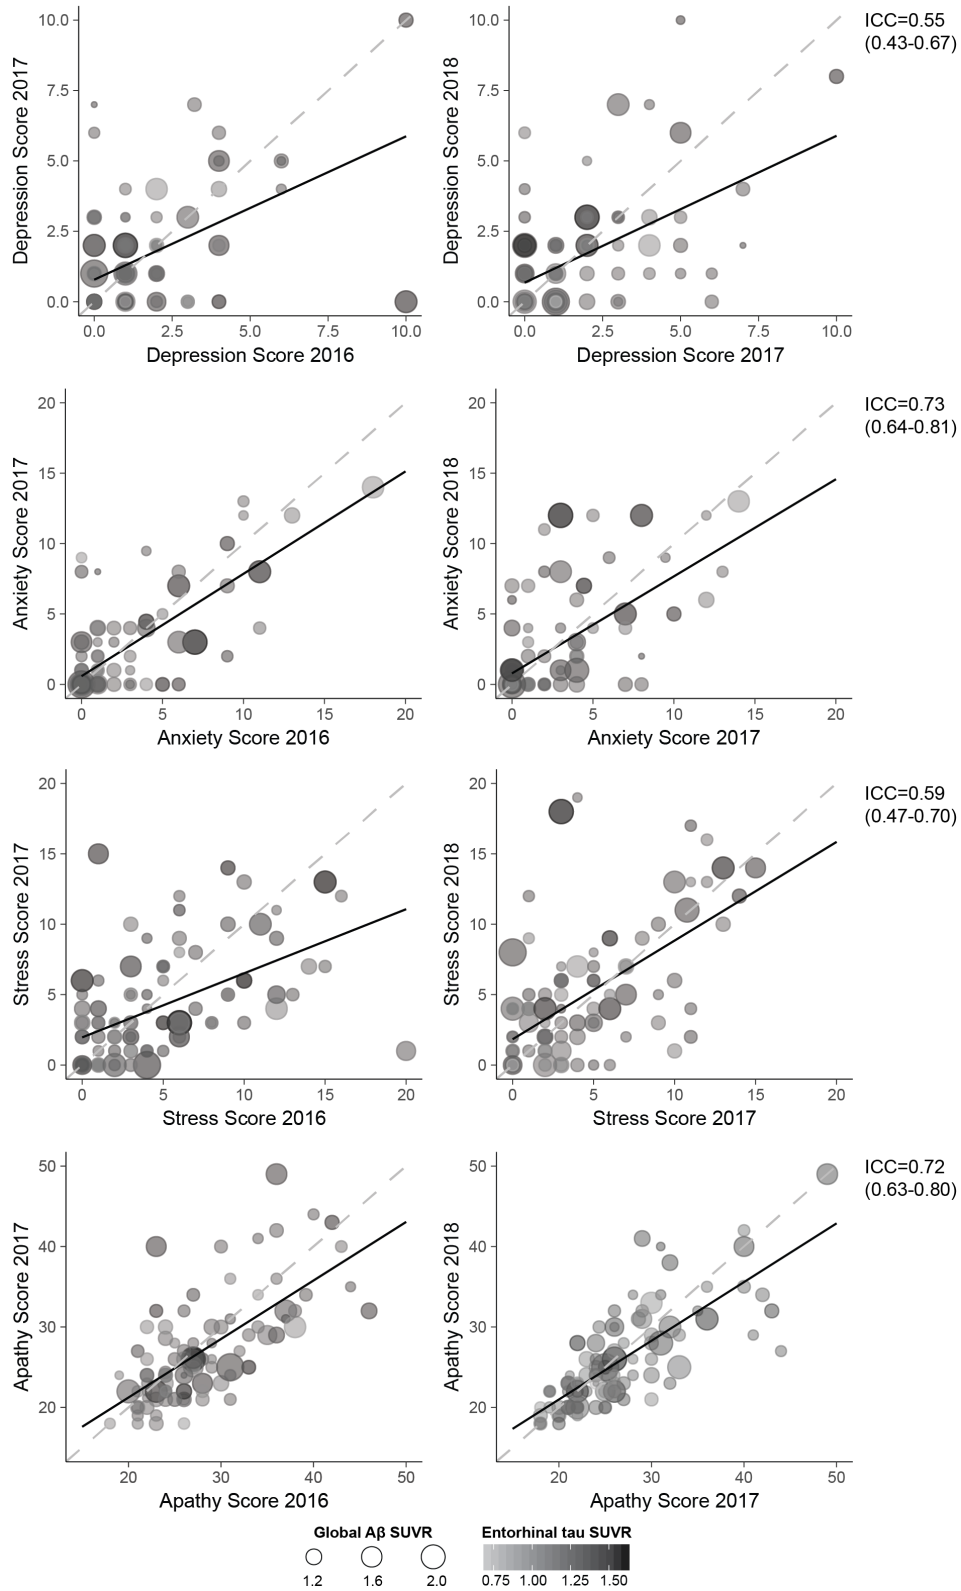 10.0
7.5
5.0
2.5
0.0
Depression Score 2017
0.0 2.5 5.0 7.5 10.0
Depression Score 2016
10.0
7.5
5.0
2.5
0.0
Depression Score 2018
0.0 2.5 5.0 7.5 10.0
Depression Score 2017
ICC=0.55
(0.43-0.67)
20
15
10
5
0
Anxiety Score 2017
0 5 10 15 20
Anxiety Score 2016
20
15
10
5
0
Anxiety Score 2018
0 5 10 10 20
Anxiety Score 2017
ICC=0.73
(0.64-0.81)
20
15
10
5
0
Stress Score 2017
0 5 10 15 20
Stress Score 2016
20
15
10
5
0
Stress Score 2018
0 5 10 15 20
Stress Score 2017
ICC=0.59
(0.47-0.70)
50
40
30
20
Apathy Score 2017
20 30 40 50
Apathy Score 2016
50
40
30
20
Apathy Score 2018
20 30 40 50
Apathy Score 2017
ICC=0.72
(0.63-0.80)
Global Aβ SUVR
1.2 1.6 2.0
Entorhinal tau SUVR
0.75 1.00 1.25 1.50